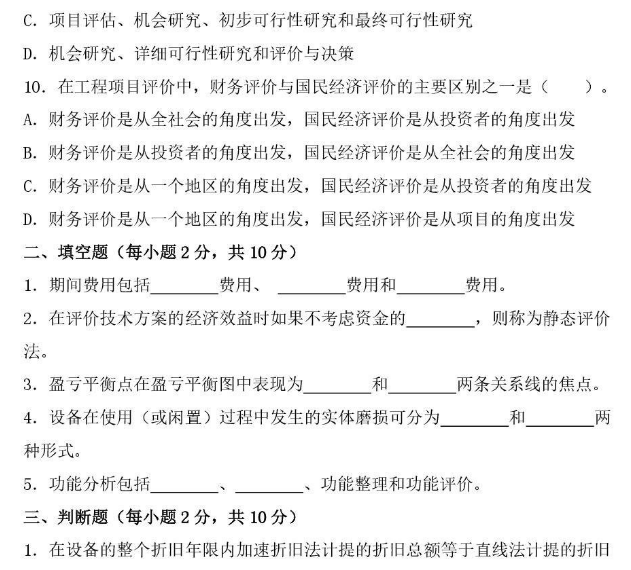 C. 项目评估、机会研究、初步可行性研究和最终可行性研究
D. 机会研究、详细可行性研究和评价与决策
10. 在工程项目评价中，财务评价与国民经济评价的主要区别之一是（　　）。
A. 财务评价是从全社会的角度出发，国民经济评价是从投资者的角度出发
B. 财务评价是从投资者的角度出发，国民经济评价是从全社会的角度出发
C. 财务评价是从一个地区的角度出发，国民经济评价是从投资者的角度出发
D. 财务评价是从一个地区的角度出发，国民经济评价是从项目的角度出发
二、填空题（每小题 2 分，共 10 分）
1. 期间费用包括________费用、 ________费用和________费用。
2. 在评价技术方案的经济效益时如果不考虑资金的________，则称为静态评价
法。
3. 盈亏平衡点在盈亏平衡图中表现为________和________两条关系线的焦点。
4. 设备在使用（或闲置）过程中发生的实体磨损可分为________和________两
种形式。
5. 功能分析包括________、________、功能整理和功能评价。
三、判断题（每小题 2 分，共 10 分）
1. 在设备的整个折旧年限内加速折旧法计提的折旧总额等于直线法计提的折旧